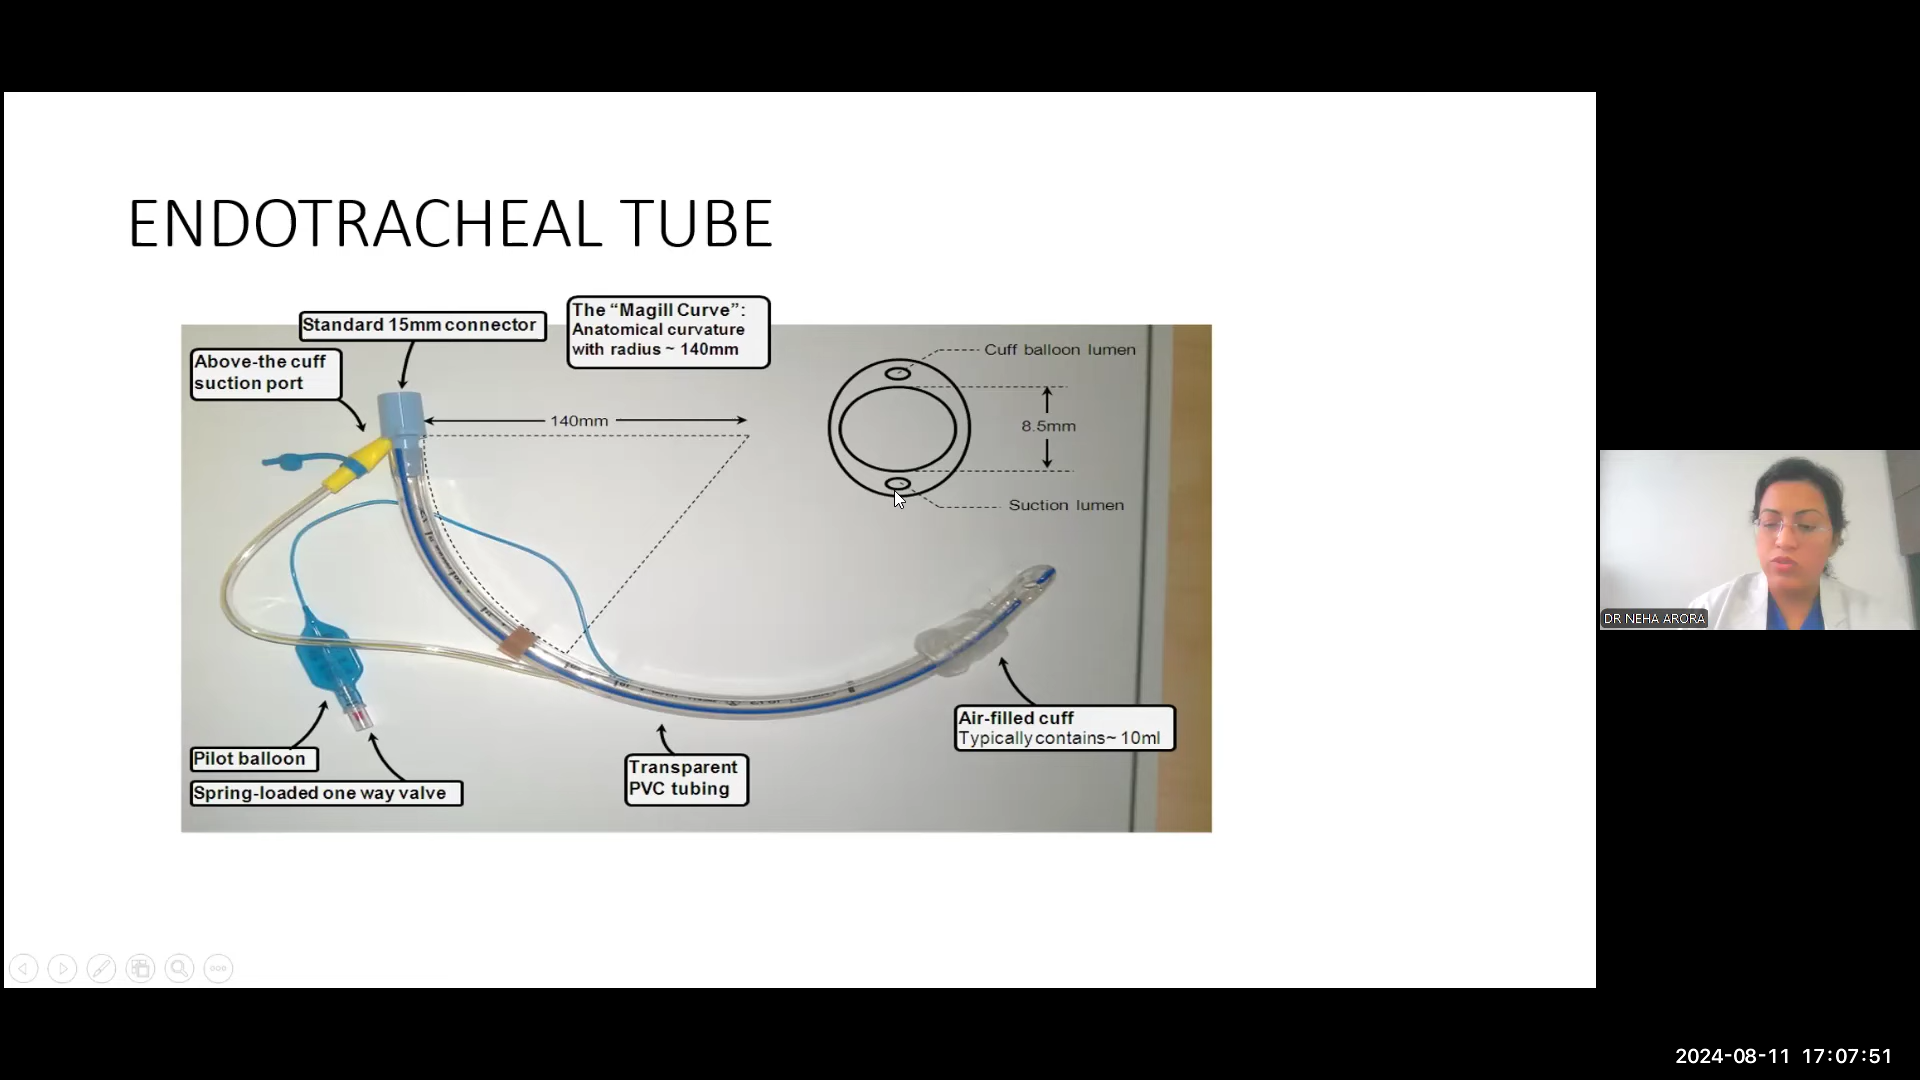 ENDOTRACHEAL TUBE
Standard 15mm connector
The “Magill Curve”:
Anatomical curvature
with radius ~ 140mm
Above-the cuff
suction port
Cuff balloon lumen
140mm
8.5mm
Suction lumen
Air-filled cuff
Typically contains~ 10ml
Pilot balloon
Spring-loaded one way valve
Transparent
PVC tubing
DR NEHA ARORA
2024-08-11 17:07:51